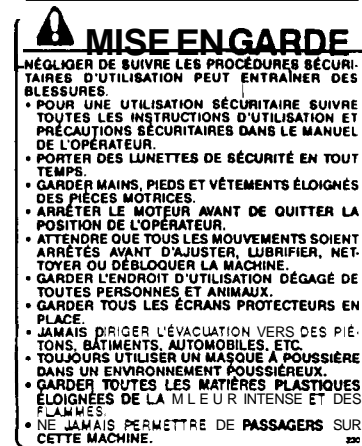 MISE EN GARDE
NÉGLIGER DE SUIVRE LES PROCÉDURES SÉCURI-
TAIRES D'UTILISATION PEUT ENTRAÎNER DES
BLESSURES.
• POUR UNE UTILISATION SÉCURITAIRE SUIVRE
TOUTES LES INSTRUCTIONS D'UTILISATION ET
PRÉCAUTIONS SÉCURITAIRES DANS LE MANUEL
DE L'OPÉRATEUR.
• PORTER DES LUNETTES DE SÉCURITÉ EN TOUT
TEMPS.
• GARDER MAINS, PIEDS ET VÊTEMENTS ÉLOIGNÉS
DES PIÈCES MOTRICES.
• ARRÊTER LE MOTEUR AVANT DE QUITTER LA
POSITION DE L'OPÉRATEUR.
• ATTENDRE QUE TOUS LES MOUVEMENTS SOIENT
ARRÊTÉS AVANT D'AJUSTER, LUBRIFIER, NET-
TOYER OU DÉBLOQUER LA MACHINE.
• GARDER L'ENDROIT D'UTILISATION DÉGAGÉ DE
TOUTES PERSONNES ET ANIMAUX.
• GARDER TOUS LES ÉCRANS PROTECTEURS EN
PLACE.
• JAMAIS DIRIGER L'ÉVACUATION VERS DES PIÉ-
TONS, BÂTIMENTS, AUTOMOBILES, ETC.
• TOUJOURS UTILISER UN MASQUE À POUSSIÈRE
DANS UN ENVIRONNEMENT POUSSIÉREUX.
• GARDER TOUTES LES MATIÈRES PLASTIQUES
ÉLOIGNÉES DE LA MLEUR INTENSE ET DES
FLAMMES.
• NE JAMAIS PERMETTRE DE PASSAGERS SUR
CETTE MACHINE.